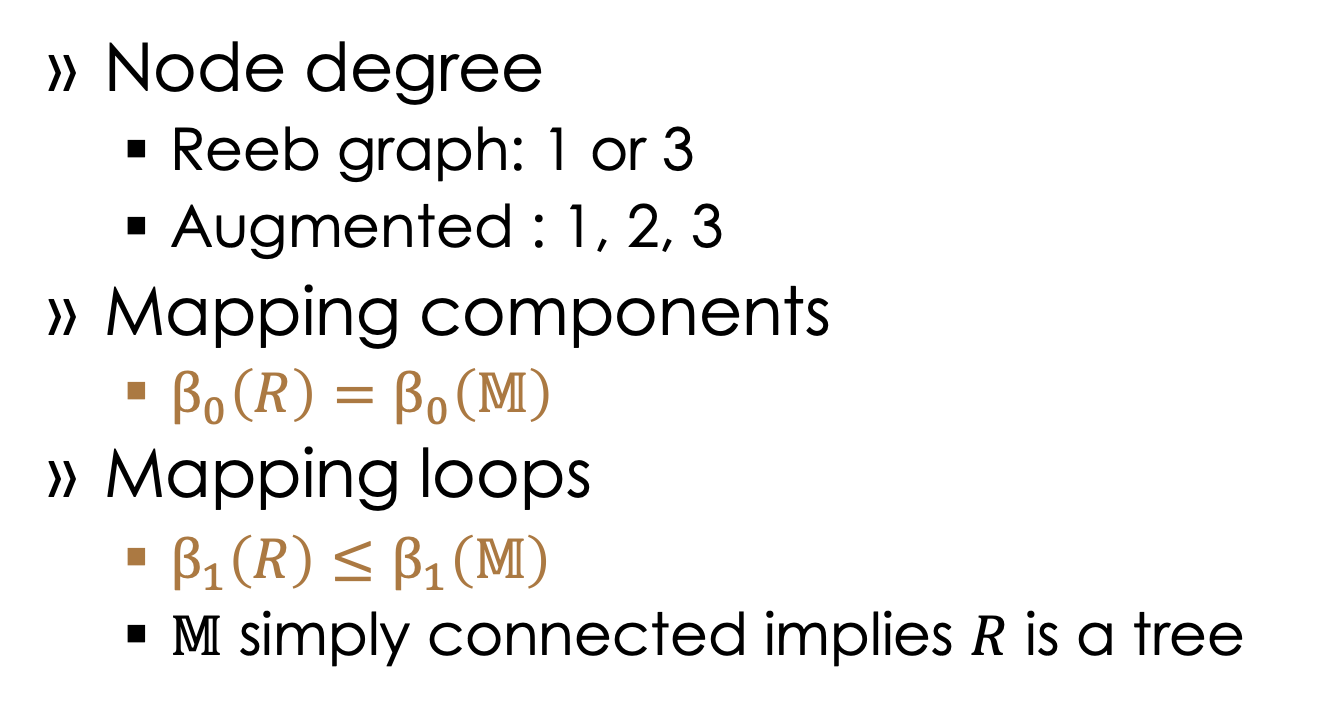 » Node degree
▪ Reeb graph: 1 or 3
▪ Augmented : 1, 2, 3
» Mapping components
▪ β₀(𝑅) = β₀(𝕄)
» Mapping loops
▪ β₁(𝑅) ≤ β₁(𝕄)
▪ 𝕄 simply connected implies 𝑅 is a tree